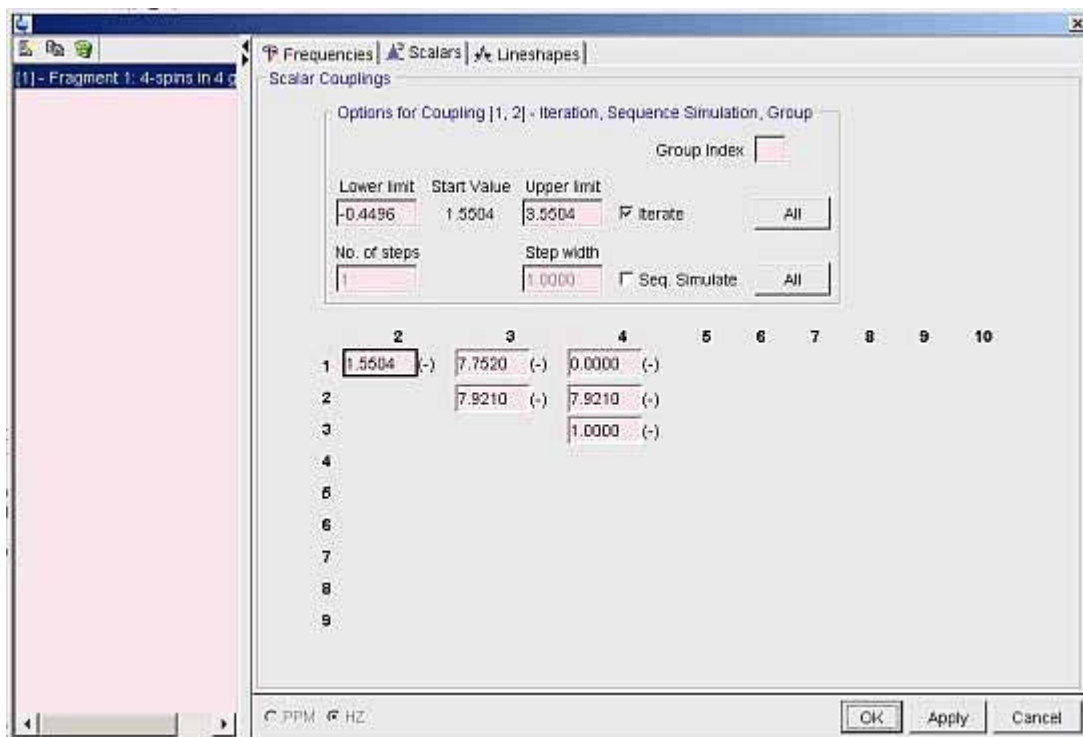 Frequencies Scalars Lineshapes
[1] - Fragment 1: 4-spins in 4 g
Scalar Couplings
Options for Coupling [1, 2] - Iteration, Sequence Simulation, Group
Group Index
Lower limit Start Value Upper limit
-0.4496 1.5504 3.5504 Iterate All
No. of steps Step width
1 1.0000 Seq. Simulate All
2 3 4 5 6 7 8 9 10
1 1.5504 (-) 7.7520 (-) 0.0000 (-)
2 7.9210 (-) 7.9210 (-)
3 1.0000 (-)
4
5
6
7
8
9
PPM HZ OK Apply Cancel